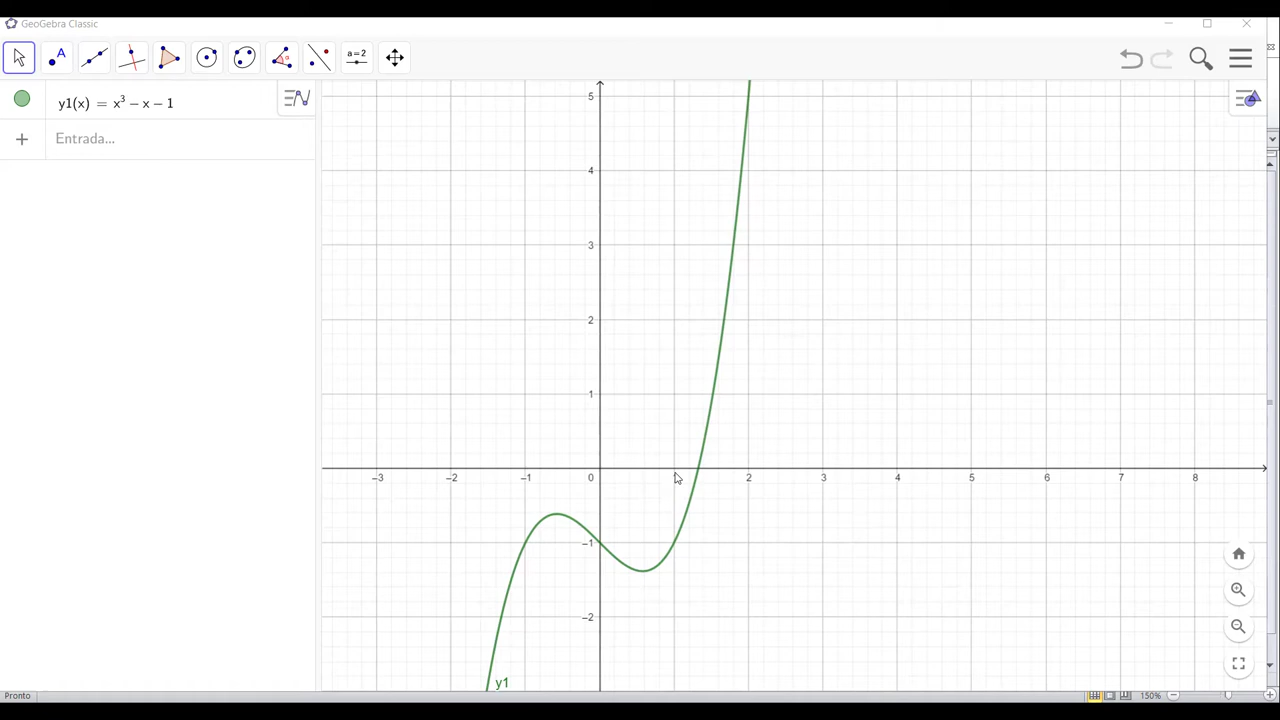 GeoGebra Classic
A
a=2
y1(x) = x³ − x − 1
Entrada...
5
4
3
2
1
−3 −2 −1 0 2 3 4 5 6 7 8
−1
−2
y1
Pronto
150%